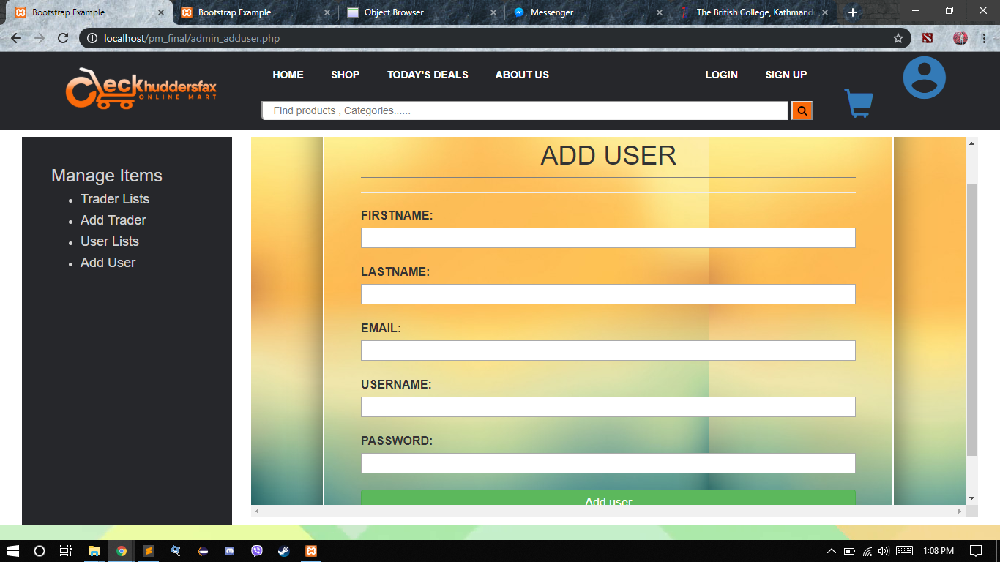 Bootstrap Example
Bootstrap Example
Object Browser
Messenger
The British College, Kathmand
localhost/pm_final/admin_adduser.php
eckhuddersfax
ONLINE MART
HOME SHOP TODAY'S DEALS ABOUT US LOGIN SIGN UP
Find products , Categories......
Manage Items
Trader Lists
Add Trader
User Lists
Add User
ADD USER
FIRSTNAME:
LASTNAME:
EMAIL:
USERNAME:
PASSWORD:
Add user
1:08 PM